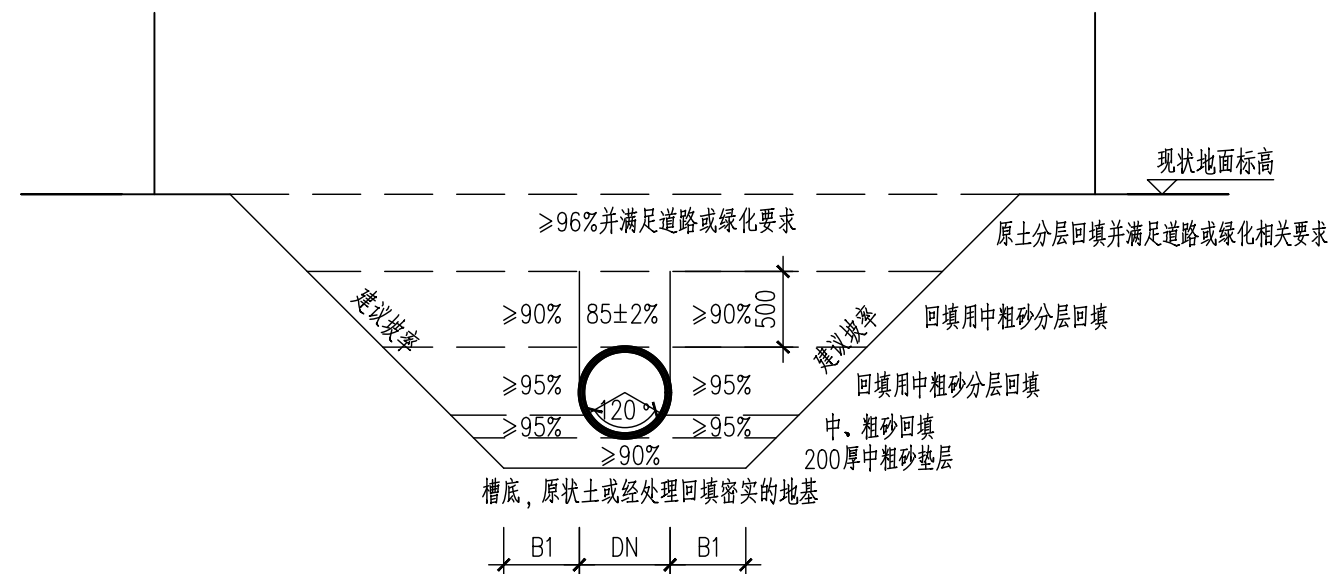 现状地面标高
≥96%并满足道路或绿化要求
原土分层回填并满足道路或绿化相关要求
建议坡率
≥90%
85±2%
≥90%
500
建议坡率
回填用中粗砂分层回填
≥95%
≥95%
回填用中粗砂分层回填
120°
≥95%
≥95%
中、粗砂回填
≥90%
200厚中粗砂垫层
槽底，原状土或经处理回填密实的地基
B1
DN
B1